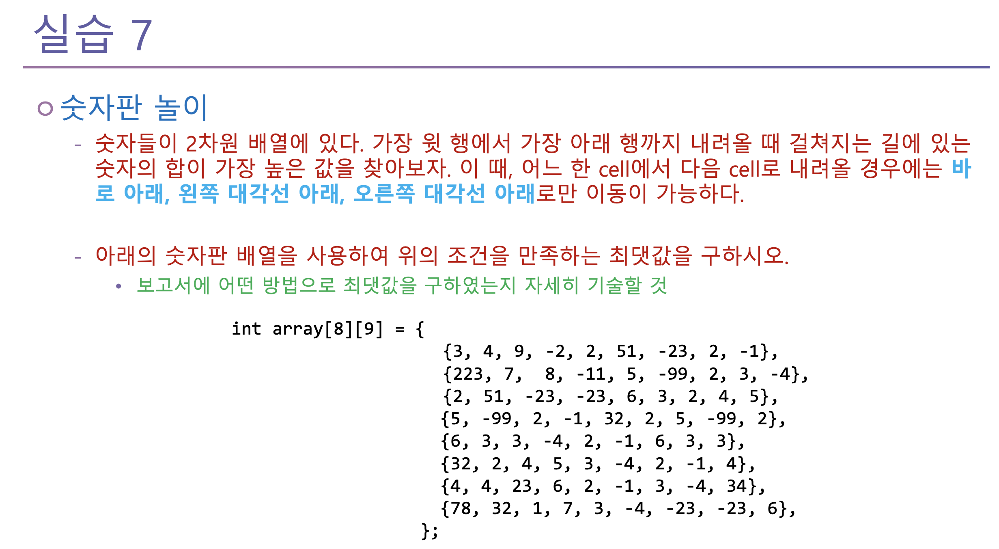 실습 7
숫자판 놀이
- 숫자들이 2차원 배열에 있다. 가장 윗 행에서 가장 아래 행까지 내려올 때 걸쳐지는 길에 있는
숫자의 합이 가장 높은 값을 찾아보자. 이 때, 어느 한 cell에서 다음 cell로 내려올 경우에는 바
로 아래, 왼쪽 대각선 아래, 오른쪽 대각선 아래로만 이동이 가능하다.
- 아래의 숫자판 배열을 사용하여 위의 조건을 만족하는 최댓값을 구하시오.
• 보고서에 어떤 방법으로 최댓값을 구하였는지 자세히 기술할 것
int array[8][9] = {
{3, 4, 9, -2, 2, 51, -23, 2, -1},
{223, 7,  8, -11, 5, -99, 2, 3, -4},
{2, 51, -23, -23, 6, 3, 2, 4, 5},
{5, -99, 2, -1, 32, 2, 5, -99, 2},
{6, 3, 3, -4, 2, -1, 6, 3, 3},
{32, 2, 4, 5, 3, -4, 2, -1, 4},
{4, 4, 23, 6, 2, -1, 3, -4, 34},
{78, 32, 1, 7, 3, -4, -23, -23, 6},
};